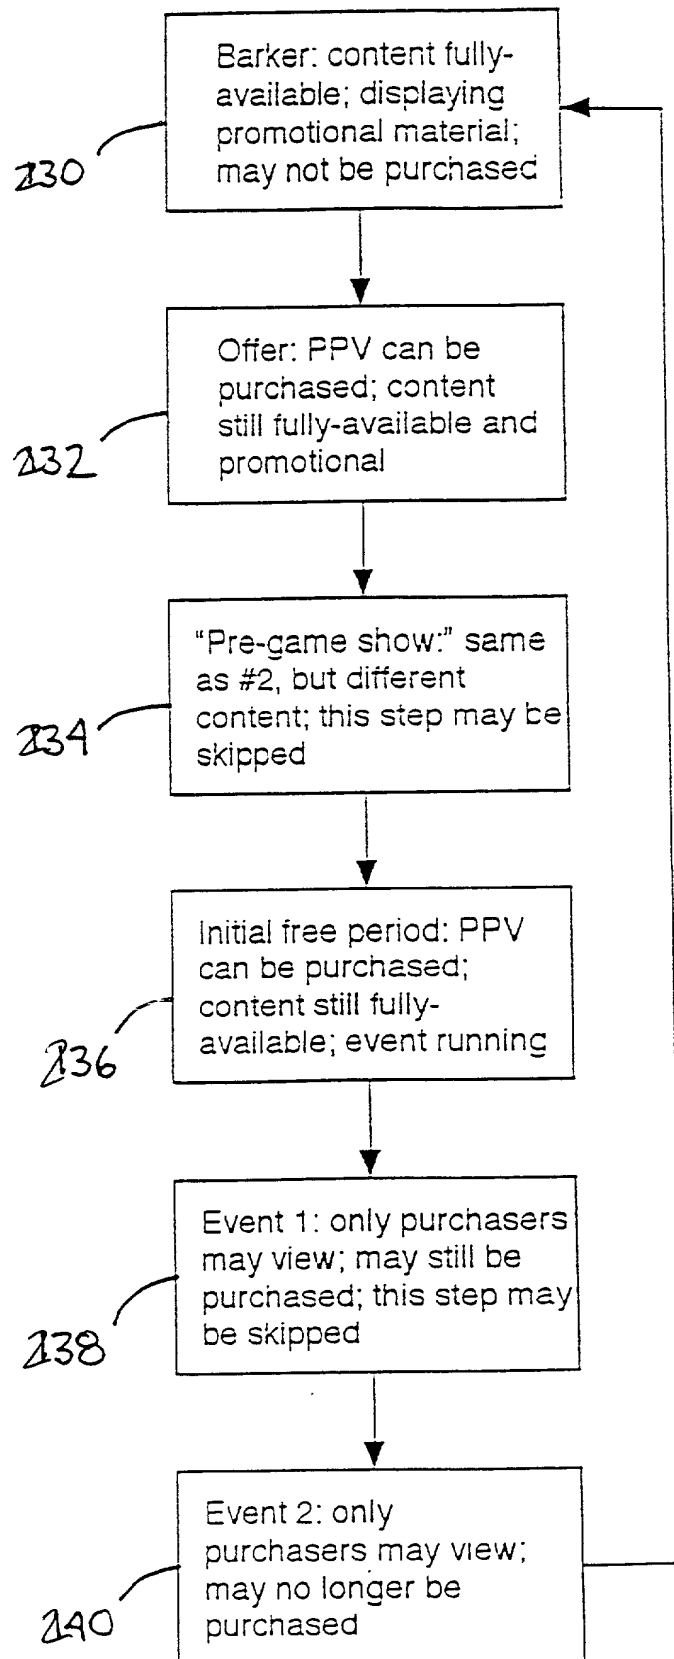 Barker: content fully-
available; displaying
promotional material;
may not be purchased
230
Offer: PPV can be
purchased; content
still fully-available and
promotional
232
"Pre-game show:" same
as #2, but different
content; this step may be
skipped
234
Initial free period: PPV
can be purchased;
content still fully-
available; event running
236
Event 1: only purchasers
may view; may still be
purchased; this step may
be skipped
238
Event 2: only
purchasers may view;
may no longer be
purchased
240